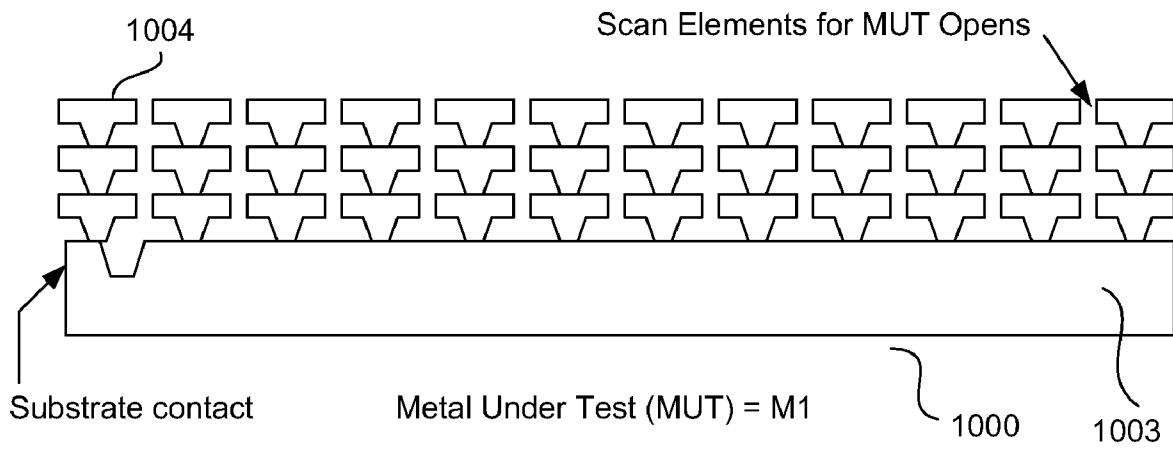 1004
Scan Elements for MUT Opens
Substrate contact
Metal Under Test (MUT) = M1
1000
1003